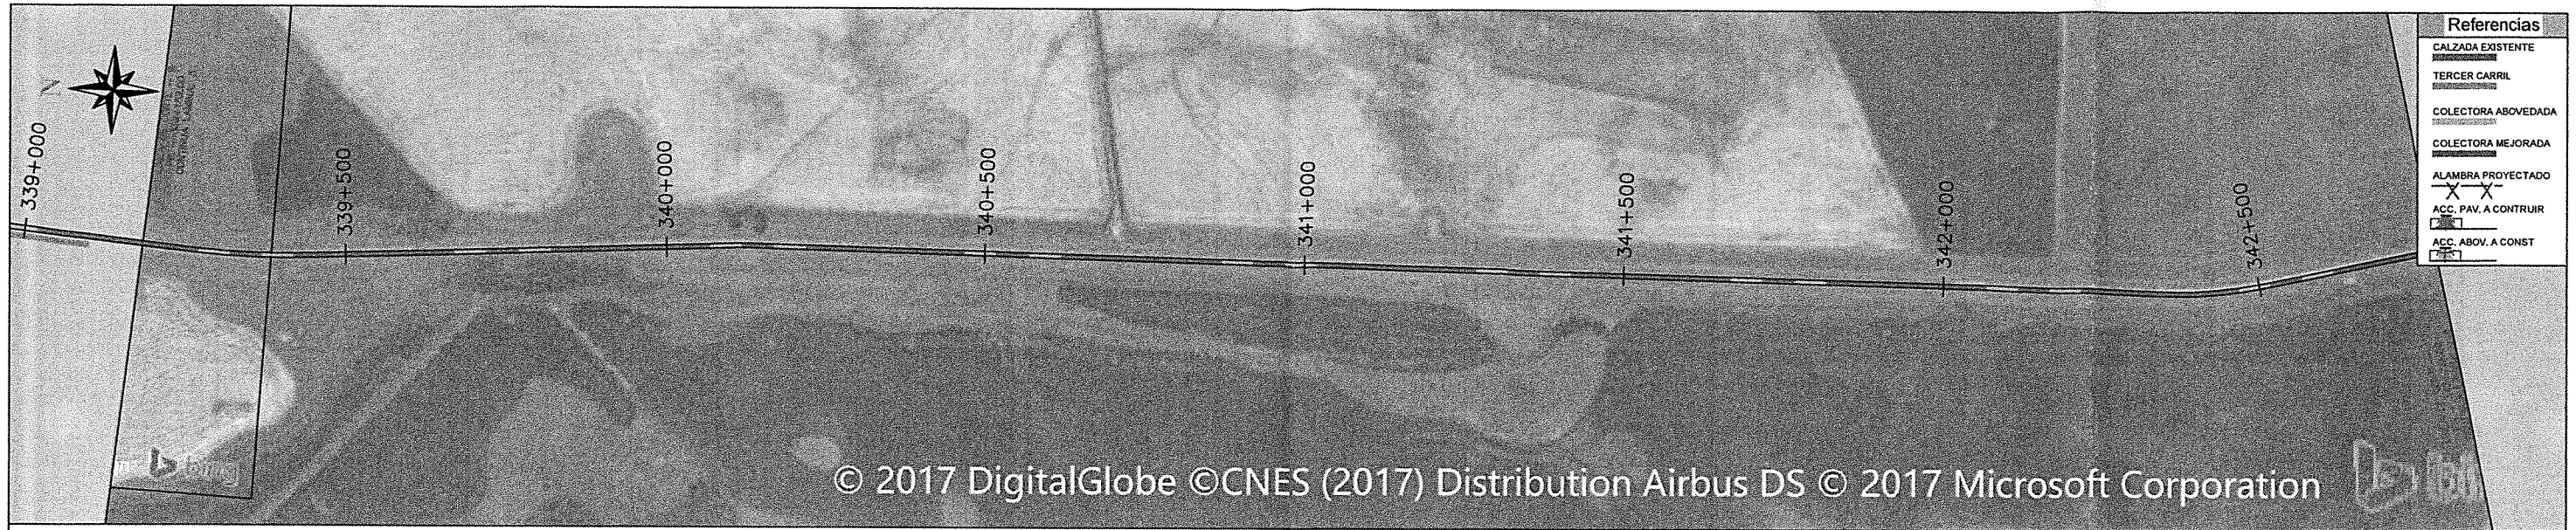 339+000
339+500
340+000
340+500
341+000
341+500
342+000
342+500
Referencias
CALZADA EXISTENTE
TERCER CARRIL
COLECTORA ABOVEDADA
COLECTORA MEJORADA
ALAMBRA PROYECTADO
ACC. PAV. A CONTRUIR
ACC. ABOV. A CONST
bing
© 2017 DigitalGlobe ©CNES (2017) Distribution Airbus DS © 2017 Microsoft Corporation